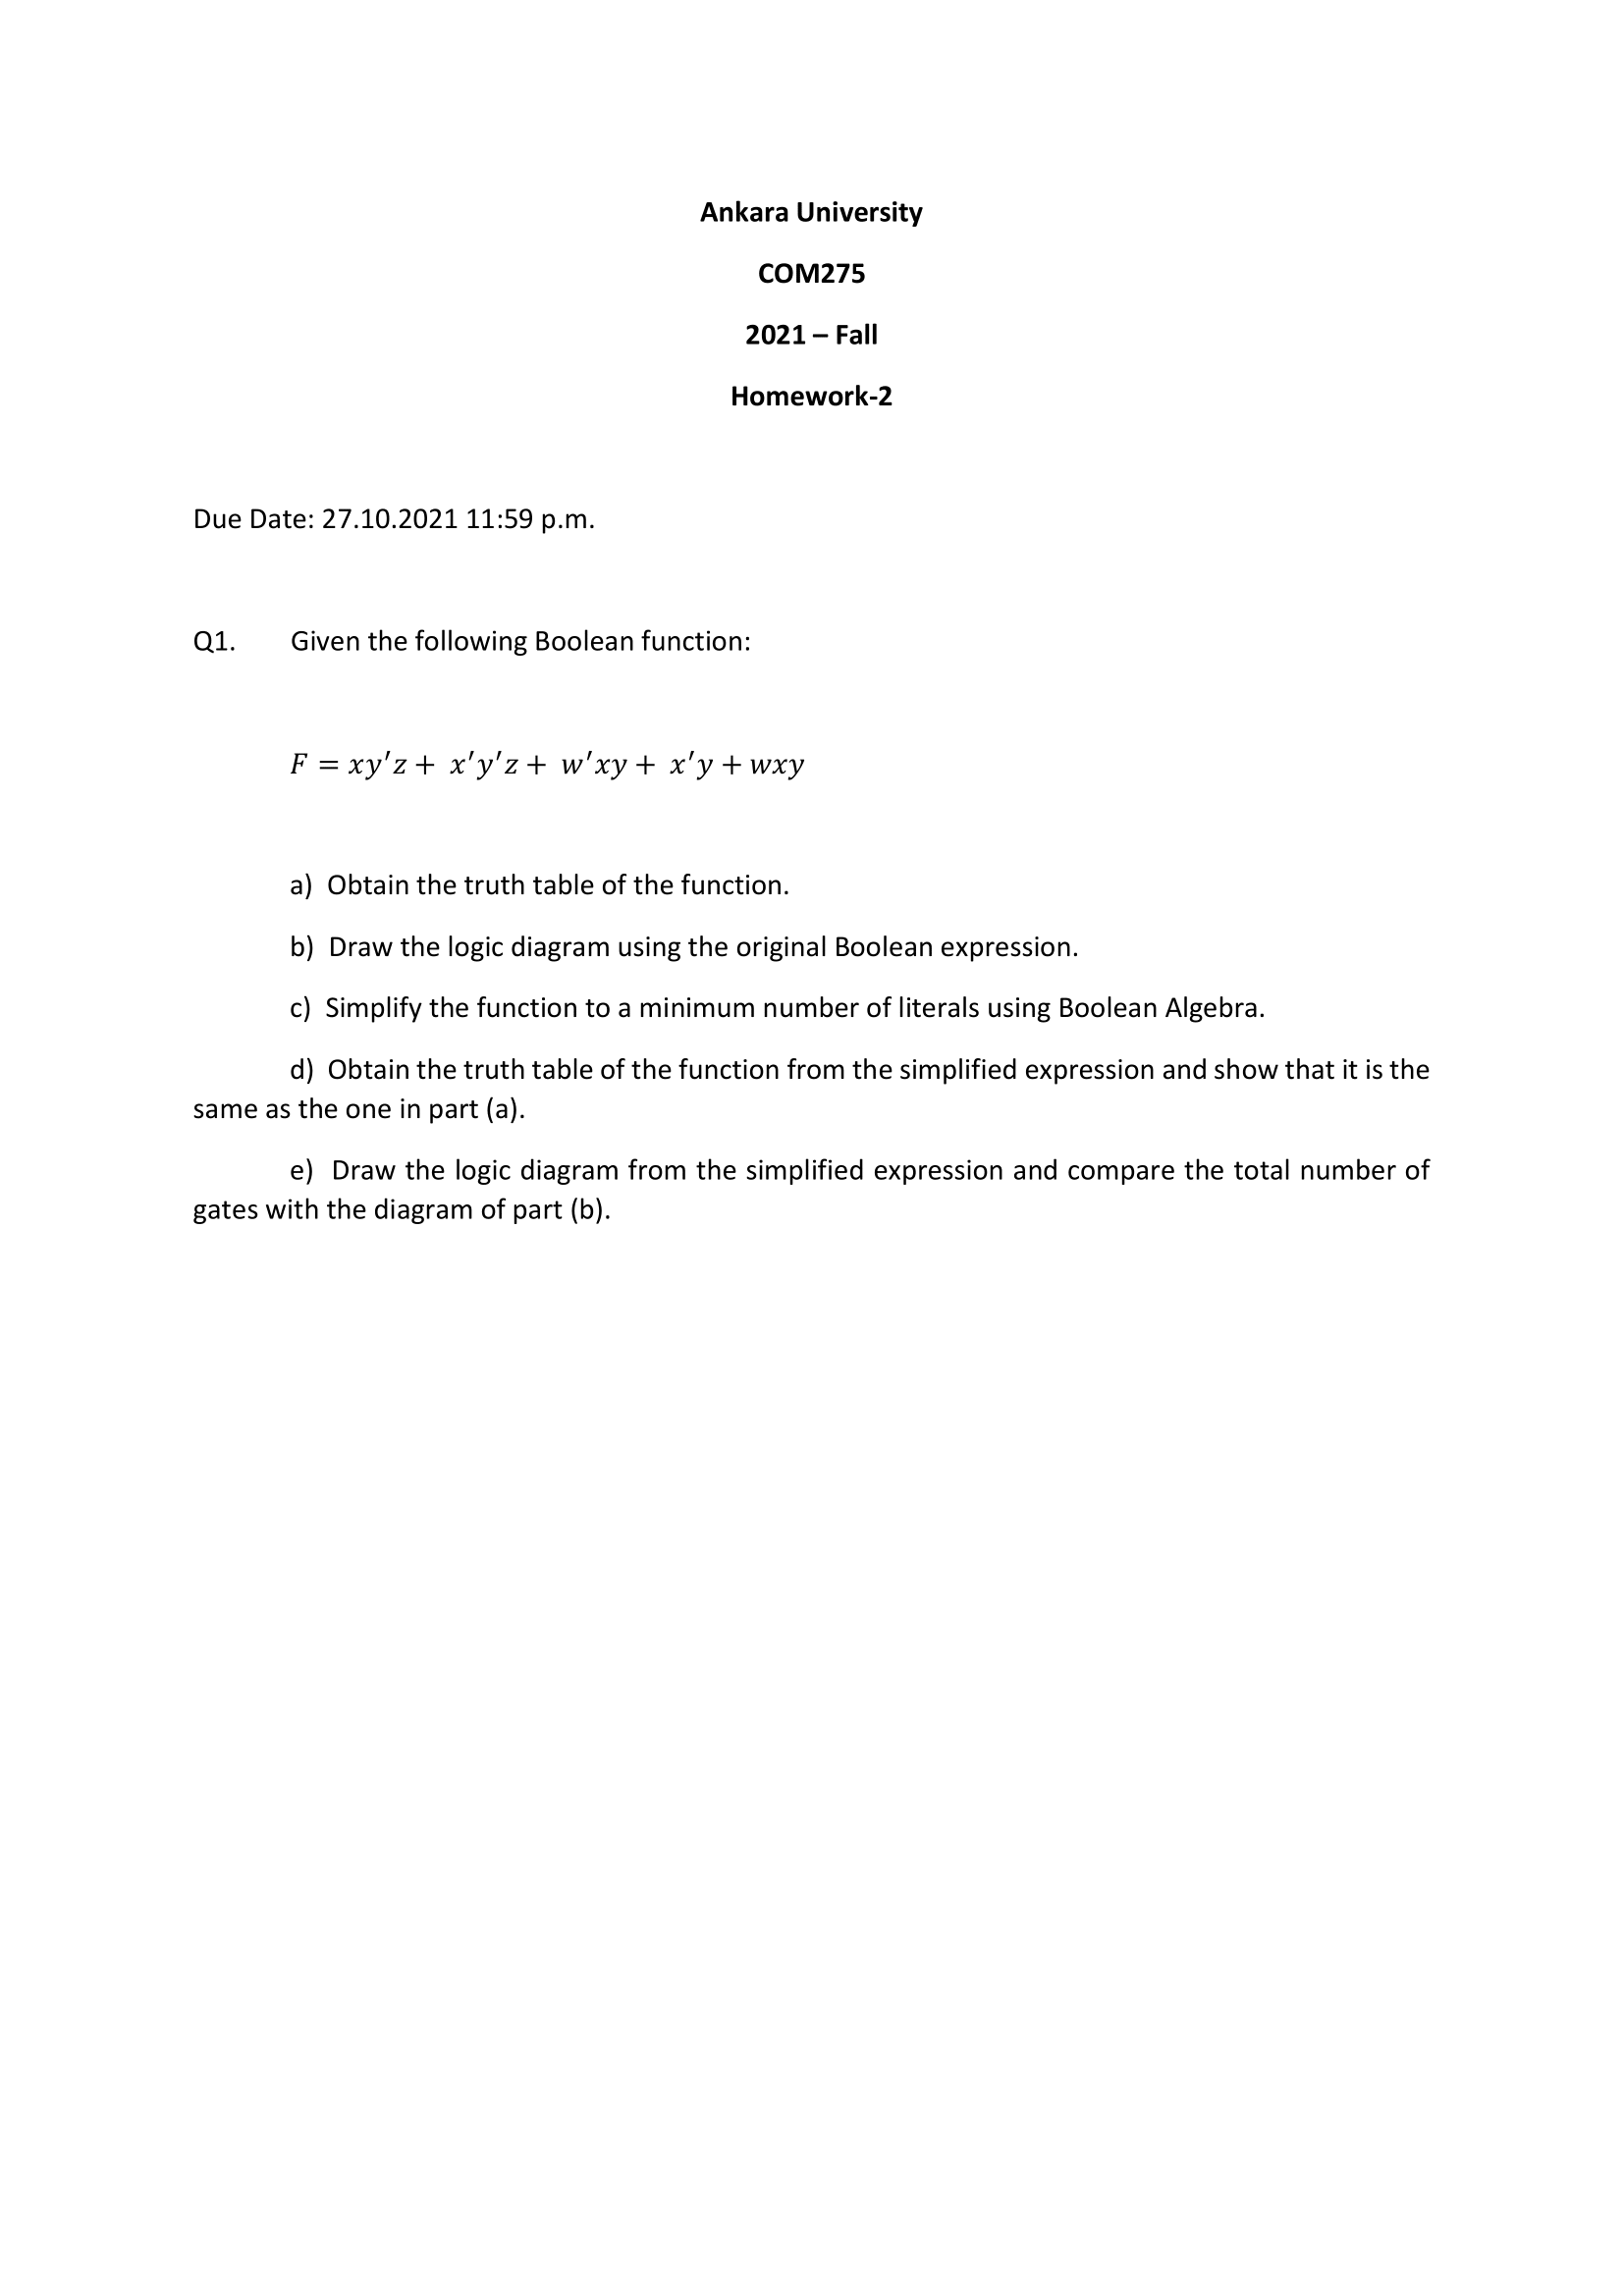 Ankara University
COM275
2021 – Fall
Homework-2
Due Date: 27.10.2021 11:59 p.m.
Q1. Given the following Boolean function:
F = xy′z + x′y′z + w′xy + x′y + wxy
a) Obtain the truth table of the function.
b) Draw the logic diagram using the original Boolean expression.
c) Simplify the function to a minimum number of literals using Boolean Algebra.
d) Obtain the truth table of the function from the simplified expression and show that it is the
same as the one in part (a).
e) Draw the logic diagram from the simplified expression and compare the total number of
gates with the diagram of part (b).